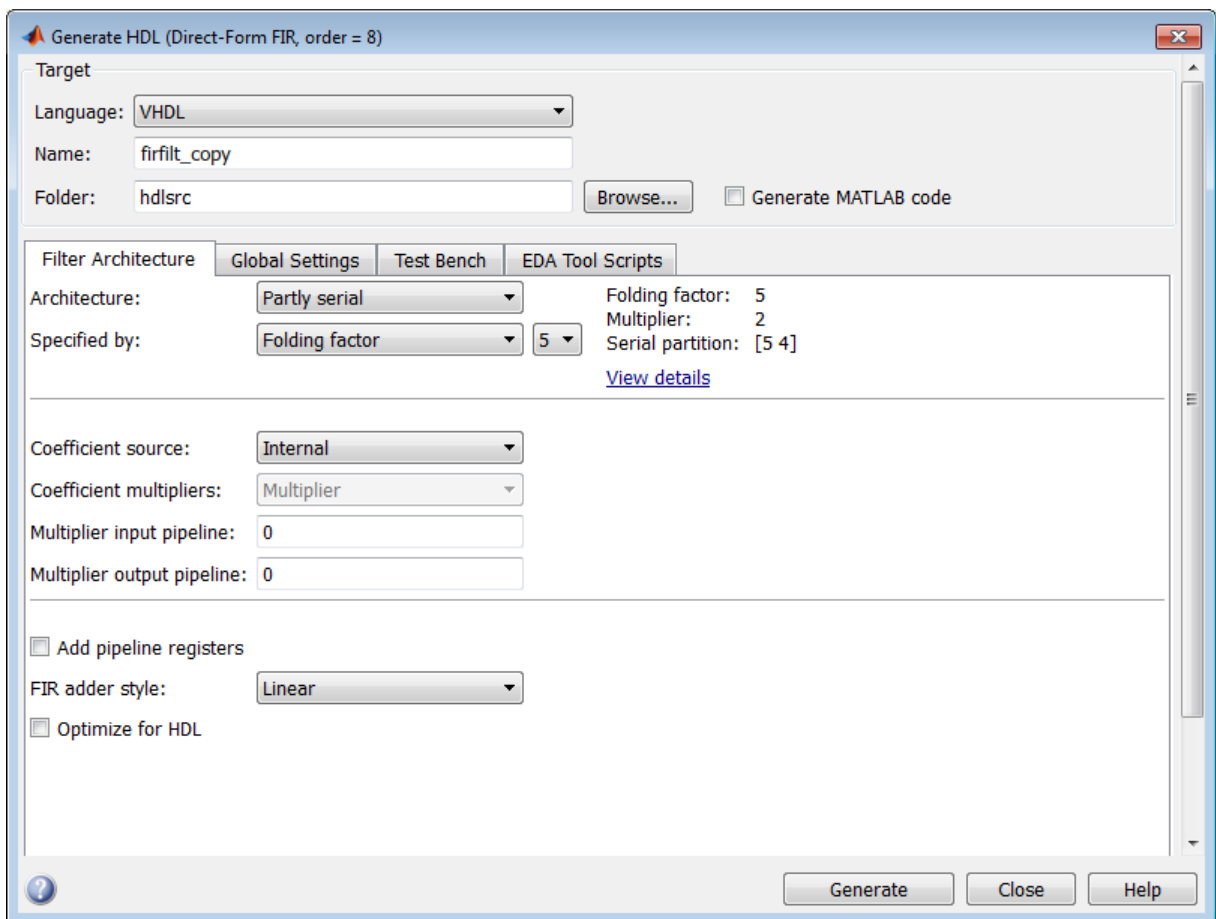 Generate HDL (Direct-Form FIR, order = 8)
Target
Language: VHDL
Name: firfilt_copy
Folder: hdlsrc Browse... Generate MATLAB code
Filter Architecture Global Settings Test Bench EDA Tool Scripts
Architecture: Partly serial Folding factor: 5
Multiplier: 2
Specified by: Folding factor 5 Serial partition: [5 4]
View details
Coefficient source: Internal
Coefficient multipliers: Multiplier
Multiplier input pipeline: 0
Multiplier output pipeline: 0
Add pipeline registers
FIR adder style: Linear
Optimize for HDL
? Generate Close Help